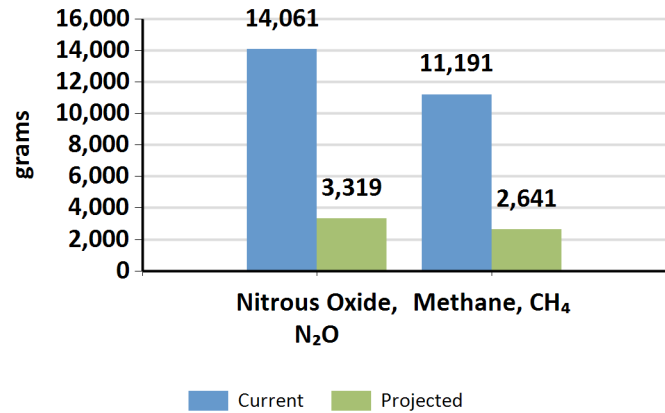 16,000
14,000
12,000
10,000
8,000
6,000
4,000
2,000
0
grams
14,061
3,319
11,191
2,641
Nitrous Oxide,
N₂O
Methane, CH₄
Current
Projected